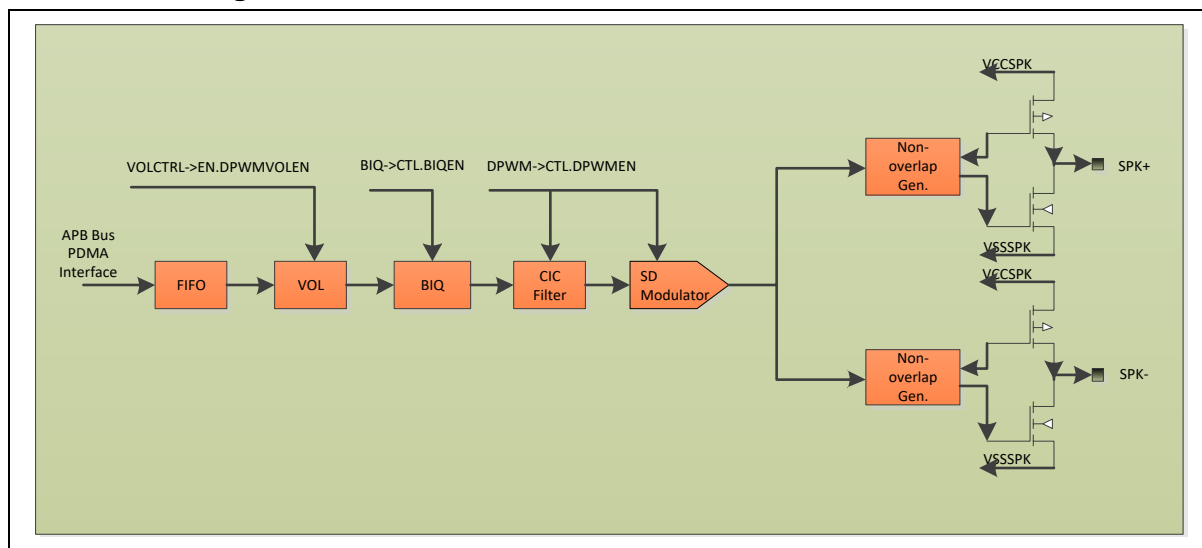 VCCSPK
VOLCTRL->EN.DPWMVOLEN
BIQ->CTL.BIQEN
DPWM->CTL.DPWMEN
Non-
overlap
Gen.
SPK+
APB Bus
PDMA
Interface
VSSSPK
FIFO
VOL
BIQ
CIC
Filter
SD
Modulator
VCCSPK
Non-
overlap
Gen.
SPK-
VSSSPK